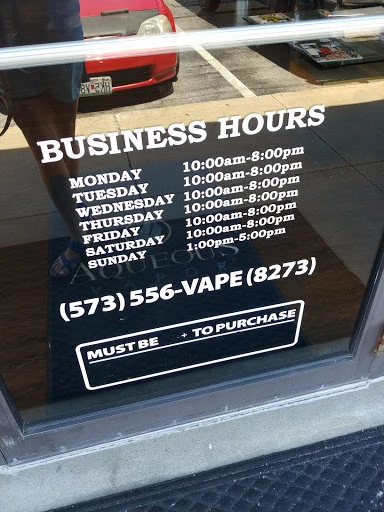 BUSINESS HOURS
MONDAY 10:00am-8:00pm
TUESDAY 10:00am-8:00pm
WEDNESDAY 10:00am-8:00pm
THURSDAY 10:00am-8:00pm
FRIDAY 10:00am-8:00pm
SATURDAY 10:00am-8:00pm
SUNDAY 1:00pm-5:00pm
AQUEOUS
VAPOR
(573) 556-VAPE (8273)
MUST BE + TO PURCHASE